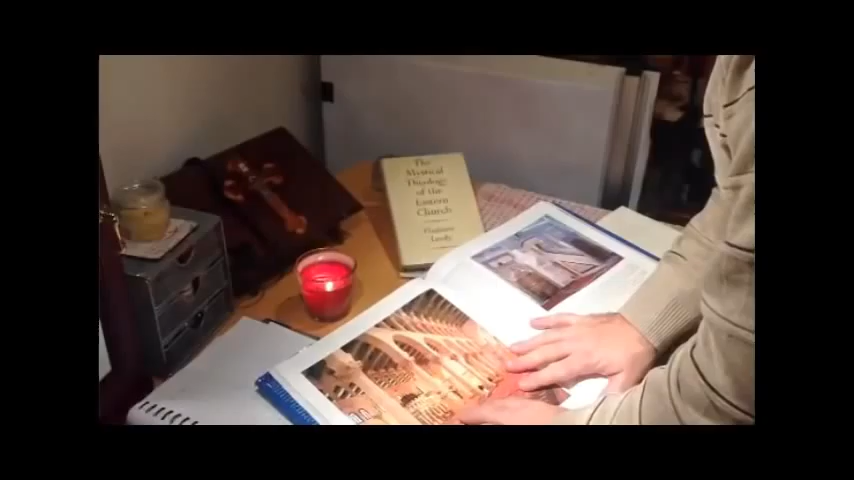 The
Mystical
Theology
of the
Eastern
Church
Vladimir
Lossky